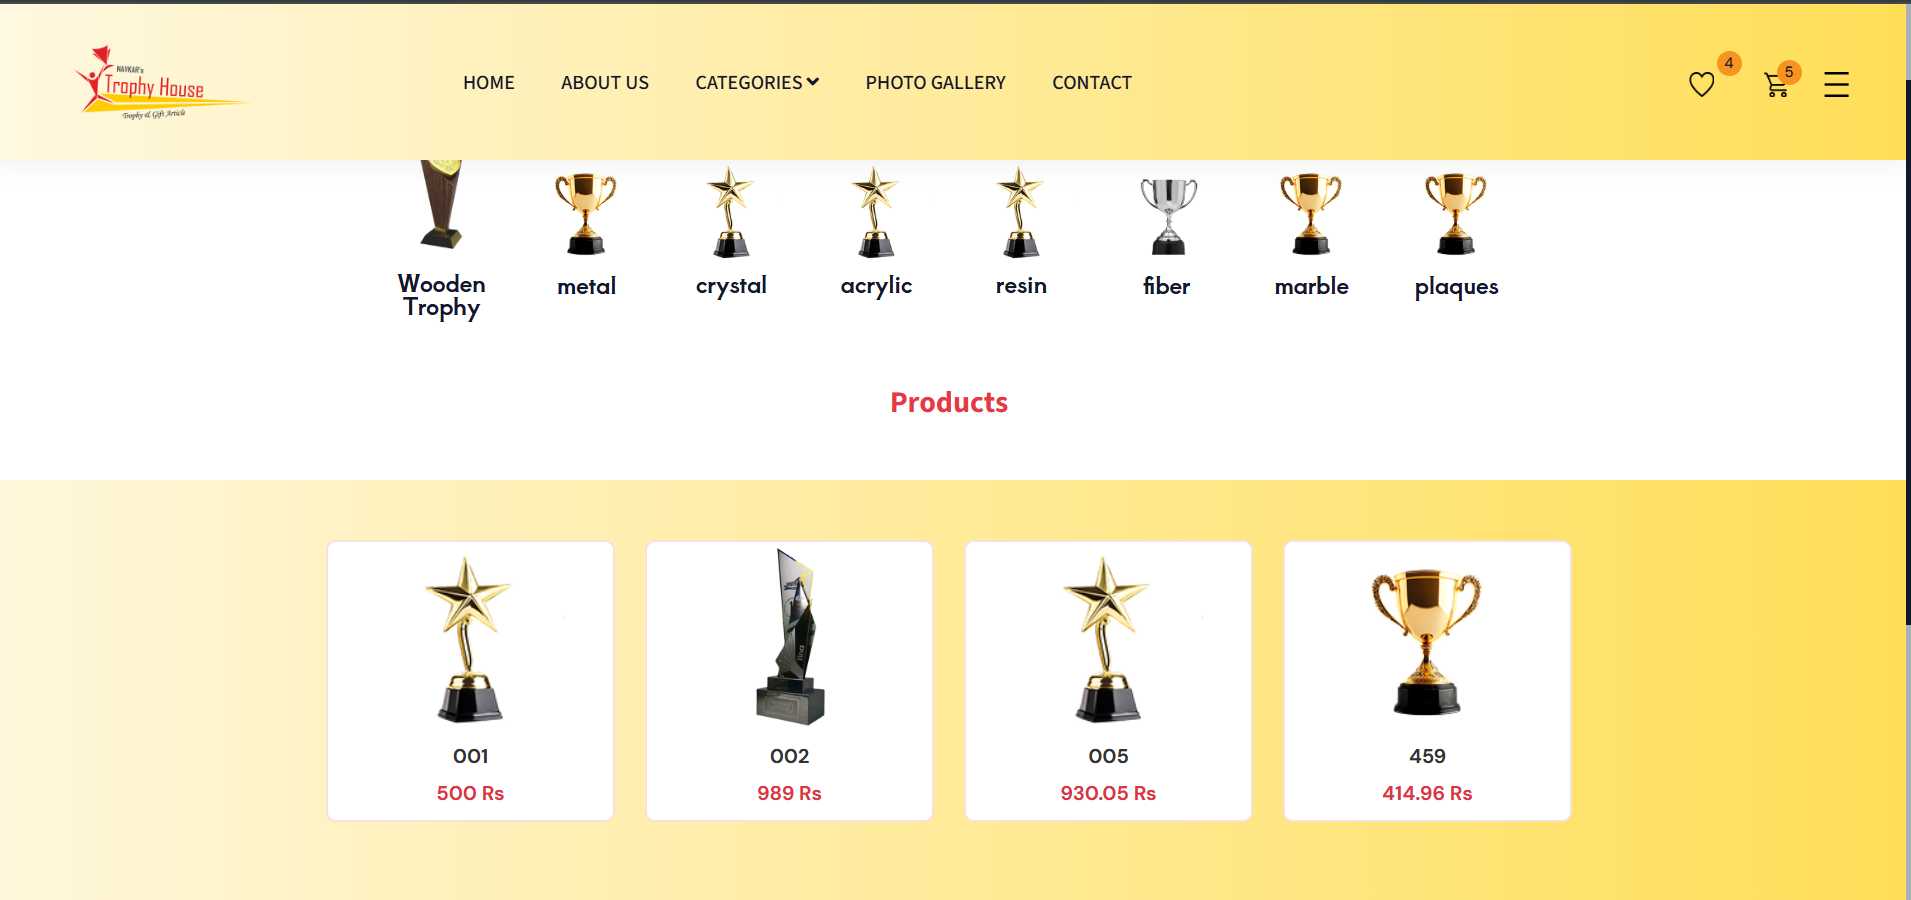 NAVKAR's
Trophy House
Trophy & Gift Article
HOME
ABOUT US
CATEGORIES
PHOTO GALLERY
CONTACT
4
5
Wooden
Trophy
metal
crystal
acrylic
resin
fiber
marble
plaques
Products
001
500 Rs
002
989 Rs
005
930.05 Rs
459
414.96 Rs